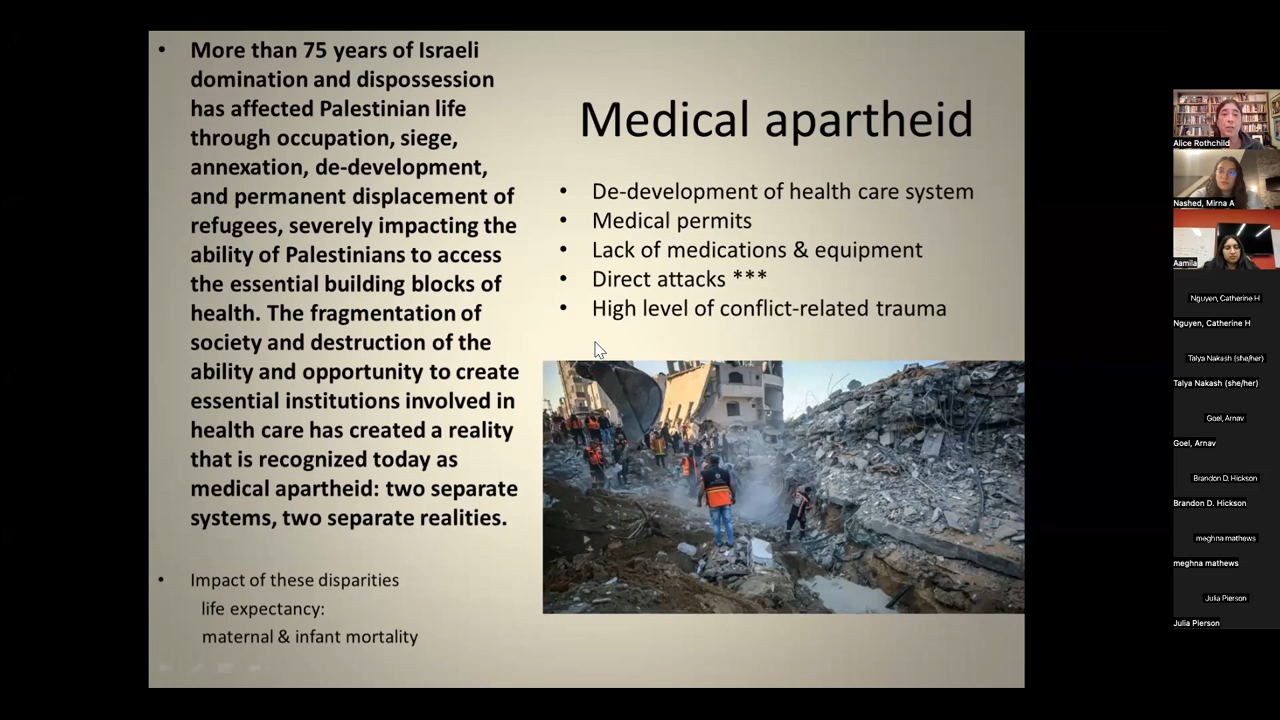 • More than 75 years of Israeli
domination and dispossession
has affected Palestinian life
through occupation, siege,
annexation, de-development,
and permanent displacement of
refugees, severely impacting the
ability of Palestinians to access
the essential building blocks of
health. The fragmentation of
society and destruction of the
ability and opportunity to create
essential institutions involved in
health care has created a reality
that is recognized today as
medical apartheid: two separate
systems, two separate realities.
• Impact of these disparities
life expectancy:
maternal & infant mortality
Medical apartheid
• De-development of health care system
• Medical permits
• Lack of medications & equipment
• Direct attacks ***
• High level of conflict-related trauma
Alice Rothchild
Nashed, Mirna A
Aamila
Nguyen, Catherine H
Nguyen, Catherine H
Talya Nakash (she/her)
Talya Nakash (she/her)
Goel, Arnav
Goel, Arnav
Brandon D. Hickson
Brandon D. Hickson
meghna mathews
meghna mathews
Julia Pierson
Julia Pierson